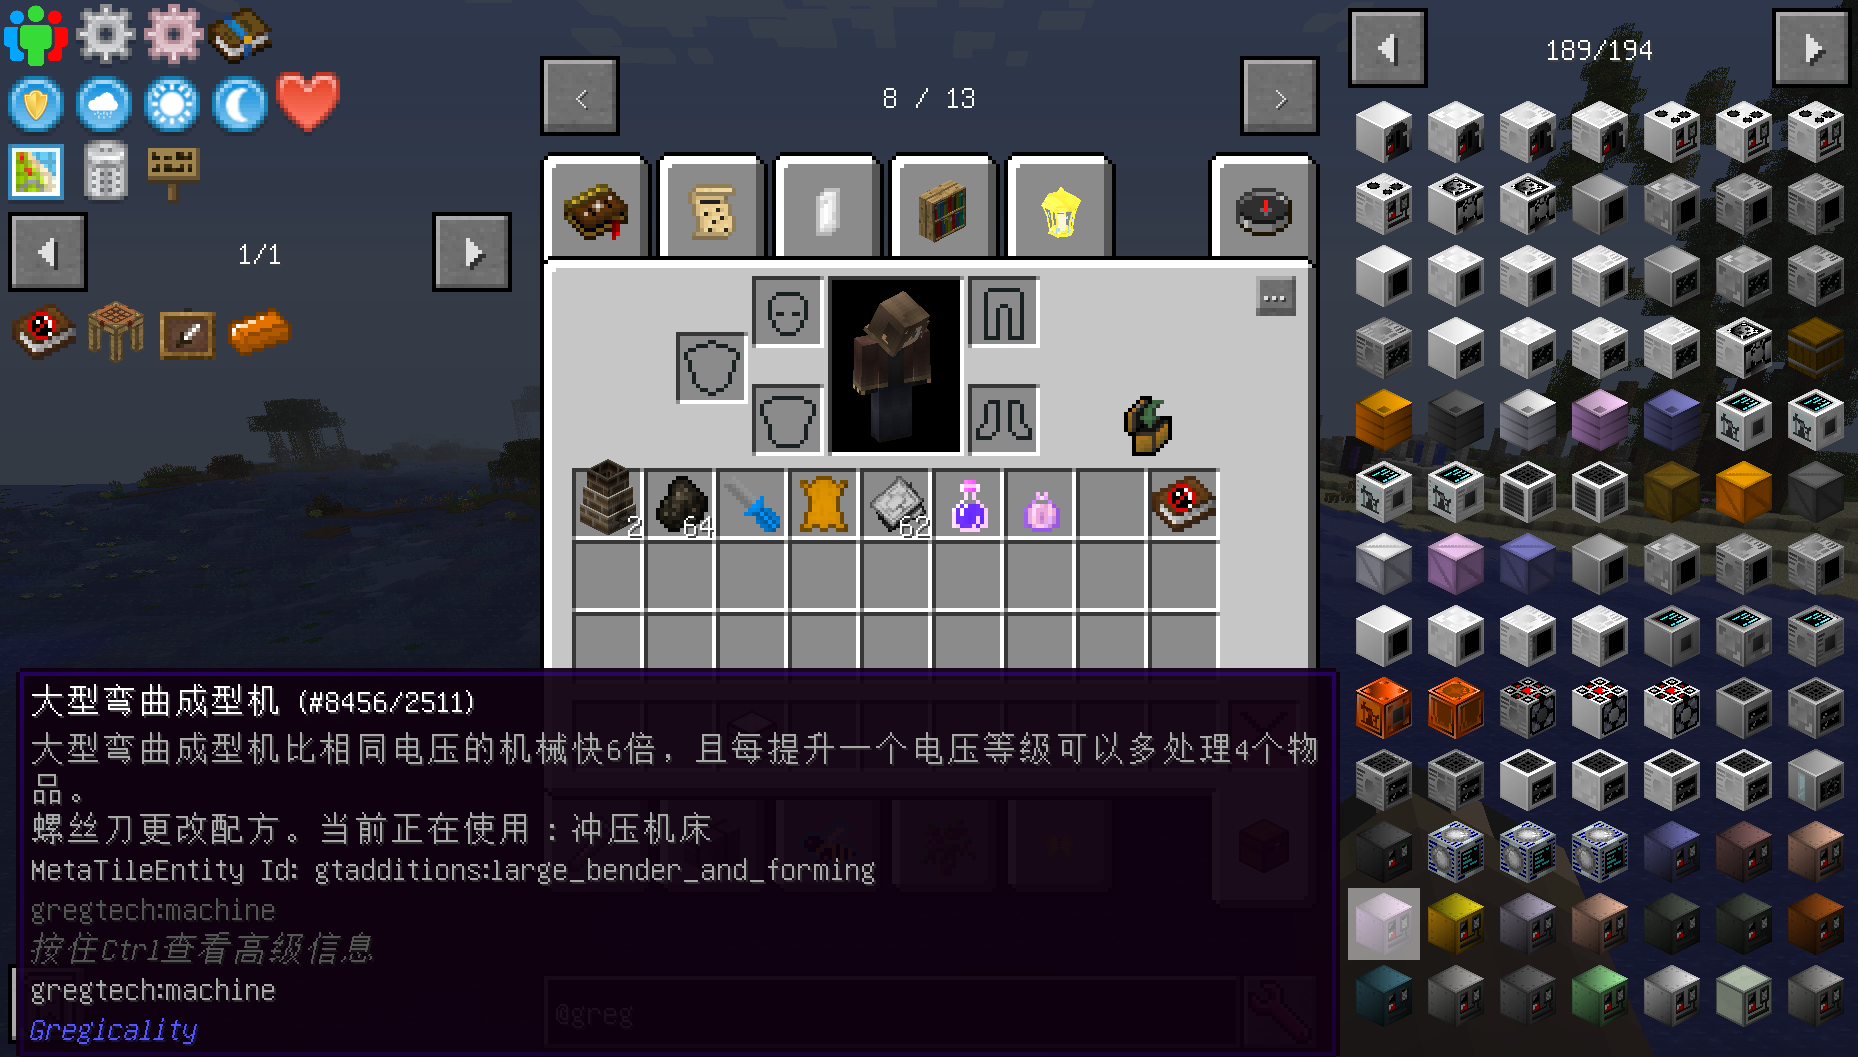 189/194
8 / 13
1/1
2
64
62
大型弯曲成型机 (#8456/2511)
大型弯曲成型机比相同电压的机械快6倍，且每提升一个电压等级可以多处理4个物
品。
螺丝刀更改配方。当前正在使用：冲压机床
MetaTileEntity Id: gtadditions:large_bender_and_forming
gregtech:machine
按住Ctrl查看高级信息
gregtech:machine
Gregicality
@greg